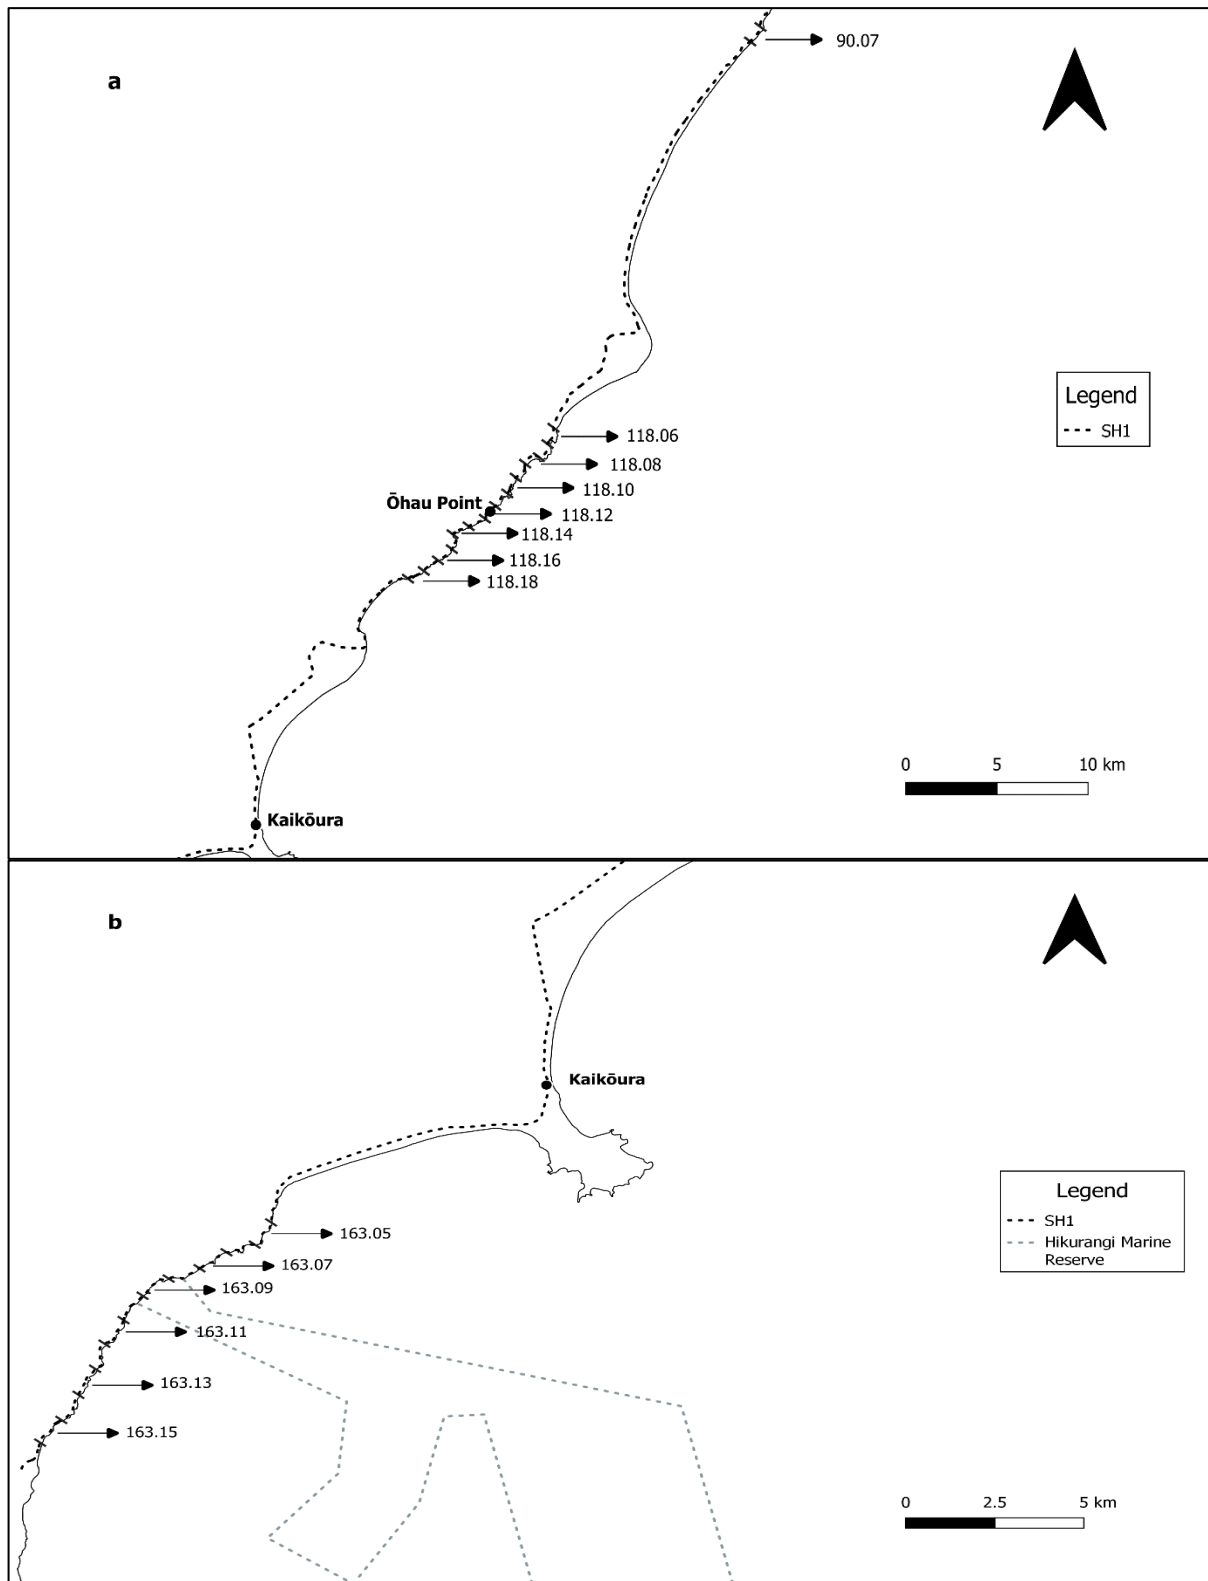 a
90.07
Legend
SH1
118.06
118.08
118.10
Ōhau Point
118.12
118.14
118.16
118.18
0 5 10 km
Kaikōura
b
Kaikōura
Legend
SH1
Hikurangi Marine
Reserve
163.05
163.07
163.09
163.11
163.13
163.15
0 2.5 5 km